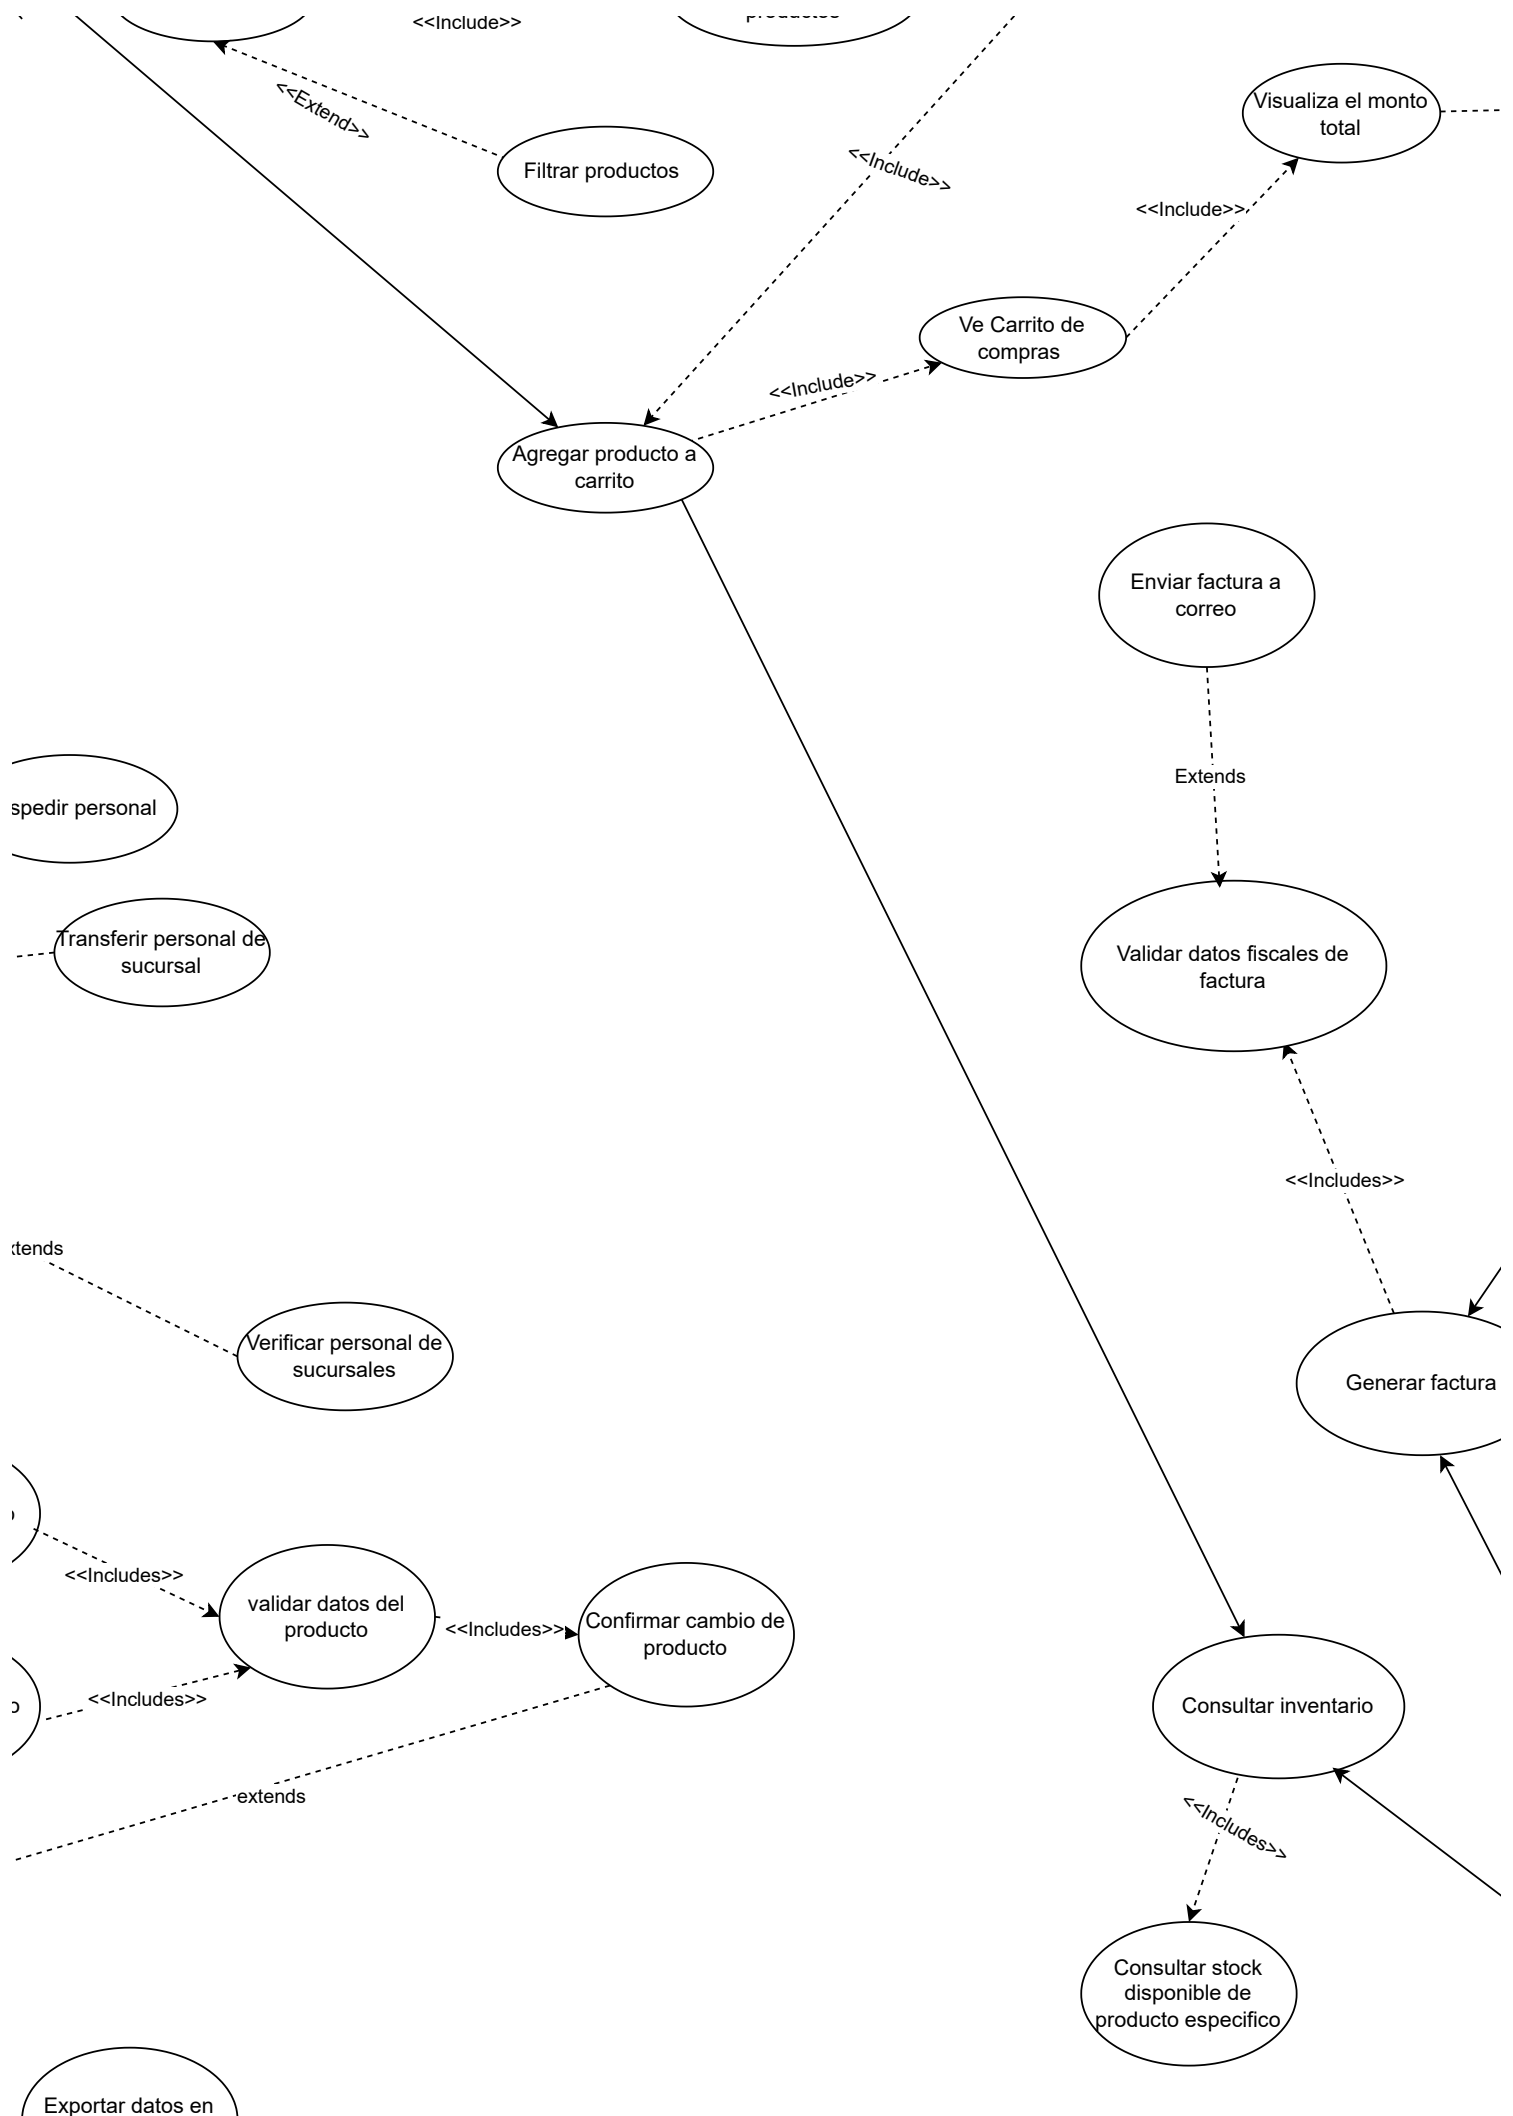 <<Include>>
<<Extend>>
Filtrar productos
<<Include>>
Visualiza el monto
total
<<Include>>
Ve Carrito de
compras
<<Include>>
Agregar producto a
carrito
Enviar factura a
correo
Extends
spedir personal
Transferir personal de
sucursal
Validar datos fiscales de
factura
<<Includes>>
xtends
Verificar personal de
sucursales
Generar factura
<<Includes>>
validar datos del
producto
<<Includes>>
Confirmar cambio de
producto
<<Includes>>
extends
Consultar inventario
<<Includes>>
Consultar stock
disponible de
producto especifico
Exportar datos en